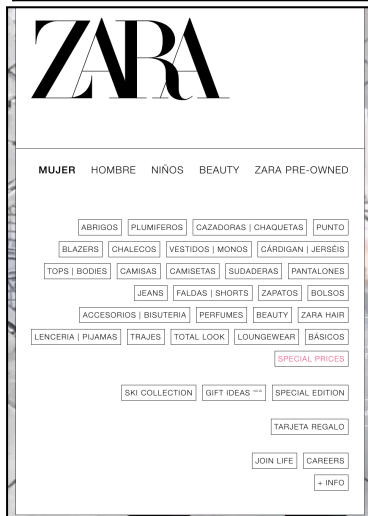 ZARA
MUJER HOMBRE NIÑOS BEAUTY ZARA PRE-OWNED
ABRIGOS PLUMIFEROS CAZADORAS | CHAQUETAS PUNTO
BLAZERS CHALECOS VESTIDOS | MONOS CÁRDIGAN | JERSÉIS
TOPS | BODIES CAMISAS CAMISETAS SUDADERAS PANTALONES
JEANS FALDAS | SHORTS ZAPATOS BOLSOS
ACCESORIOS | BISUTERIA PERFUMES BEAUTY ZARA HAIR
LENCERIA | PIJAMAS TRAJES TOTAL LOOK LOUNGEWEAR BÁSICOS
SPECIAL PRICES
SKI COLLECTION GIFT IDEAS SPECIAL EDITION
TARJETA REGALO
JOIN LIFE CAREERS
+ INFO